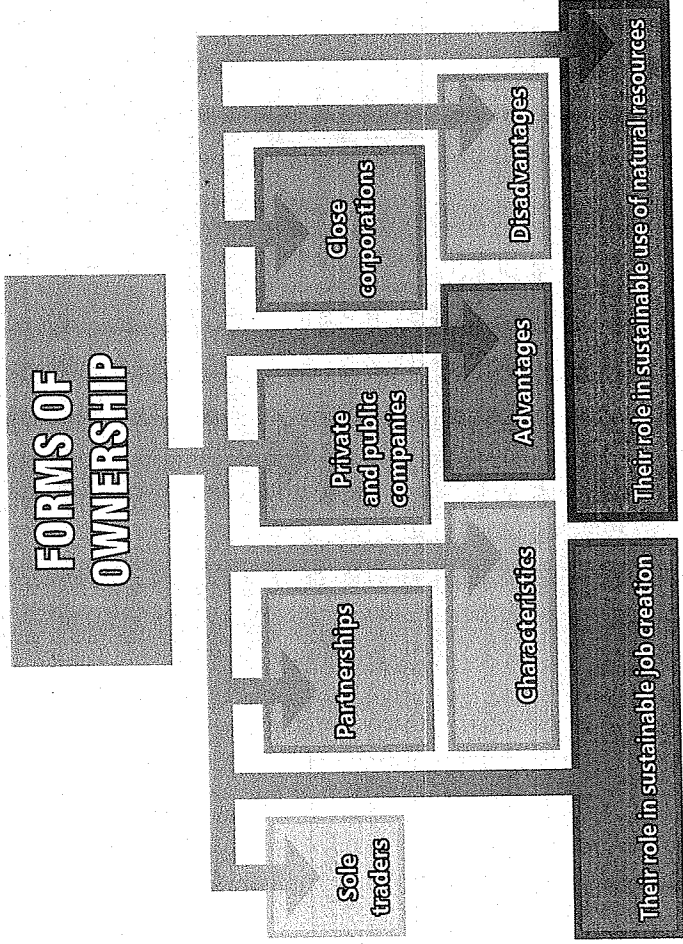 FORMS OF
OWNERSHIP
Sole
traders
Partnerships
Private
and public
companies
Close
corporations
Characteristics
Advantages
Disadvantages
Their role in sustainable job creation
Their role in sustainable use of natural resources